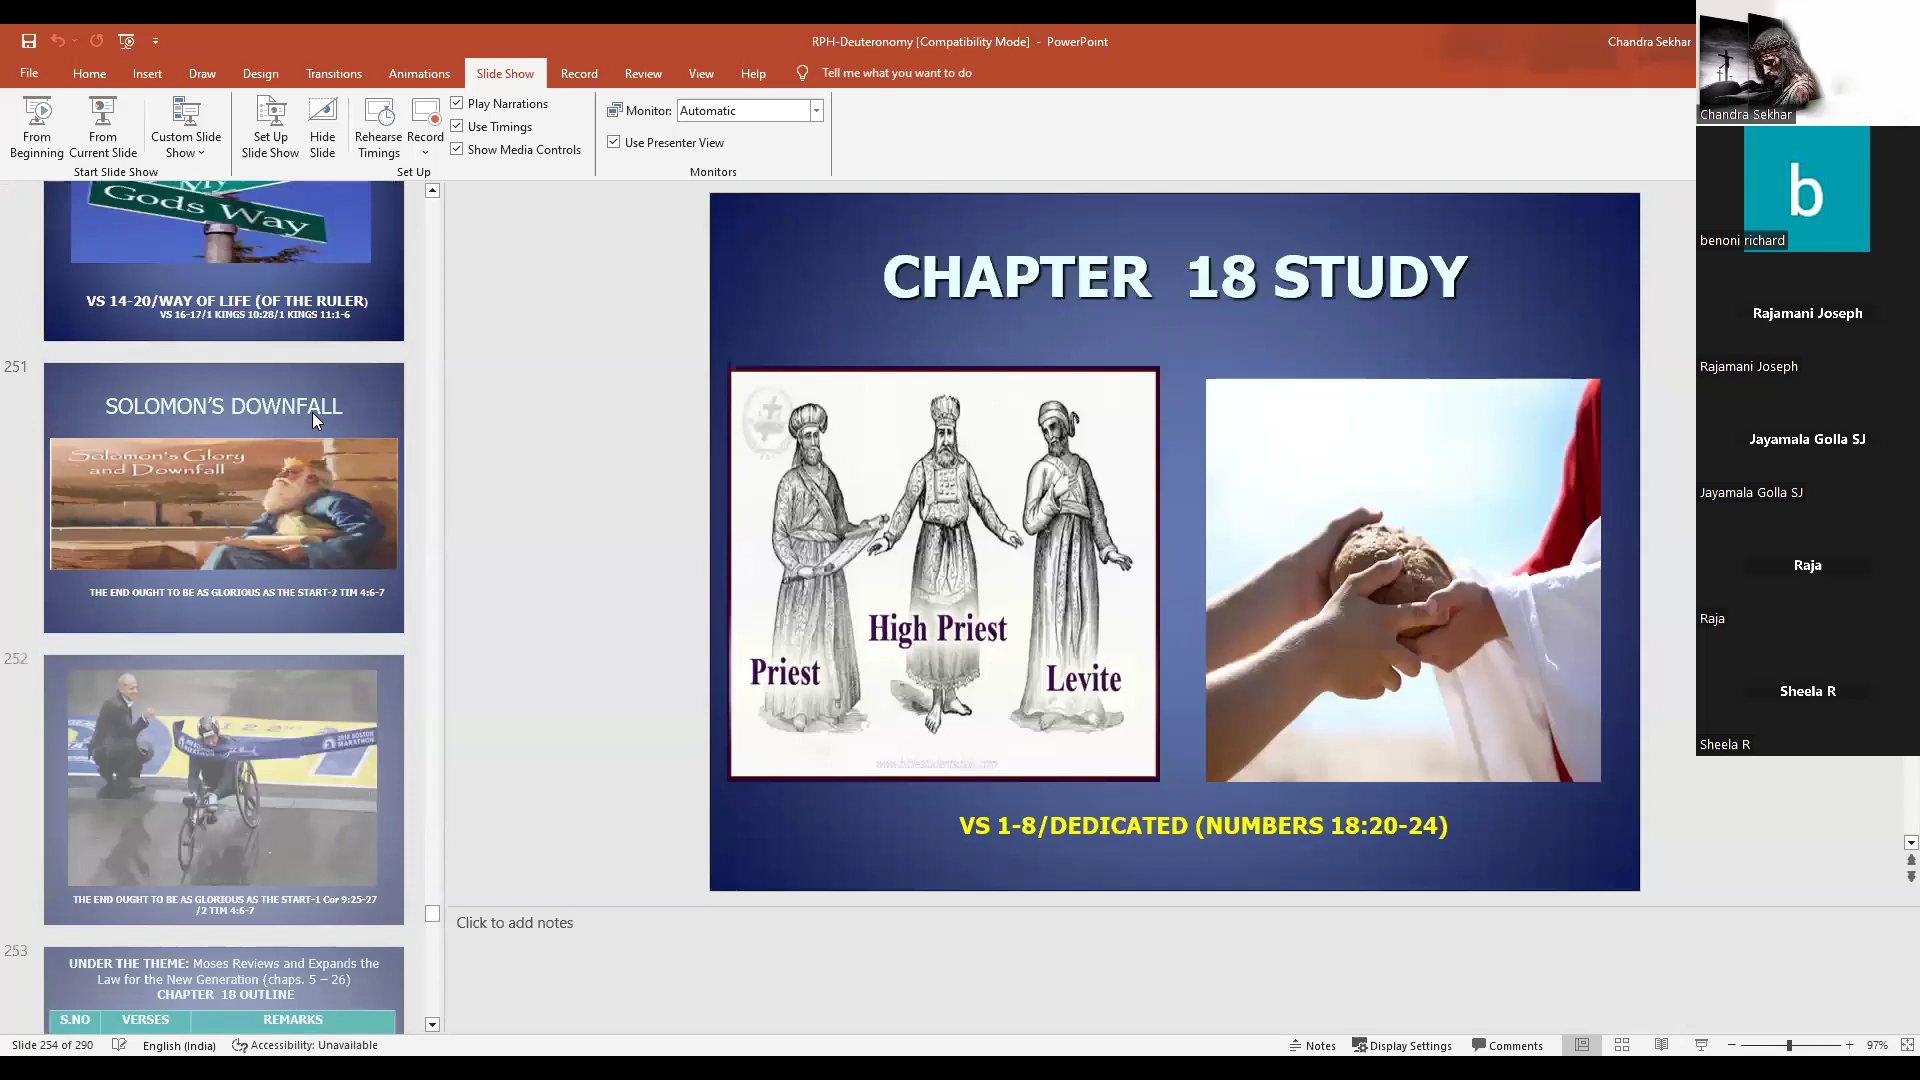 RPH-Deuteronomy [Compatibility Mode] - PowerPoint
Chandra Sekhar
File Home Insert Draw Design Transitions Animations Slide Show Record Review View Help Tell me what you want to do
From Beginning
From Current Slide
Custom Slide Show
Start Slide Show
Set Up Slide Show
Hide Slide
Rehearse Timings
Record
Play Narrations
Use Timings
Show Media Controls
Set Up
Monitor: Automatic
Use Presenter View
Monitors
My
Gods Way
VS 14-20/WAY OF LIFE (OF THE RULER)
VS 16-17/1 KINGS 10:28/1 KINGS 11:1-6
251
SOLOMON'S DOWNFALL
Solomon's Glory
and Downfall
THE END OUGHT TO BE AS GLORIOUS AS THE START-2 TIM 4:6-7
252
THE END OUGHT TO BE AS GLORIOUS AS THE START-1 Cor 9:25-27
/2 TIM 4:6-7
253
UNDER THE THEME: Moses Reviews and Expands the
Law for the New Generation (chaps. 5 – 26)
CHAPTER 18 OUTLINE
S.NO VERSES REMARKS
CHAPTER 18 STUDY
Priest
High Priest
Levite
VS 1-8/DEDICATED (NUMBERS 18:20-24)
Click to add notes
Chandra Sekhar
b
benoni richard
Rajamani Joseph
Rajamani Joseph
Jayamala Golla SJ
Jayamala Golla SJ
Raja
Raja
Sheela R
Sheela R
Slide 254 of 290 English (India) Accessibility: Unavailable Notes Display Settings Comments 97%